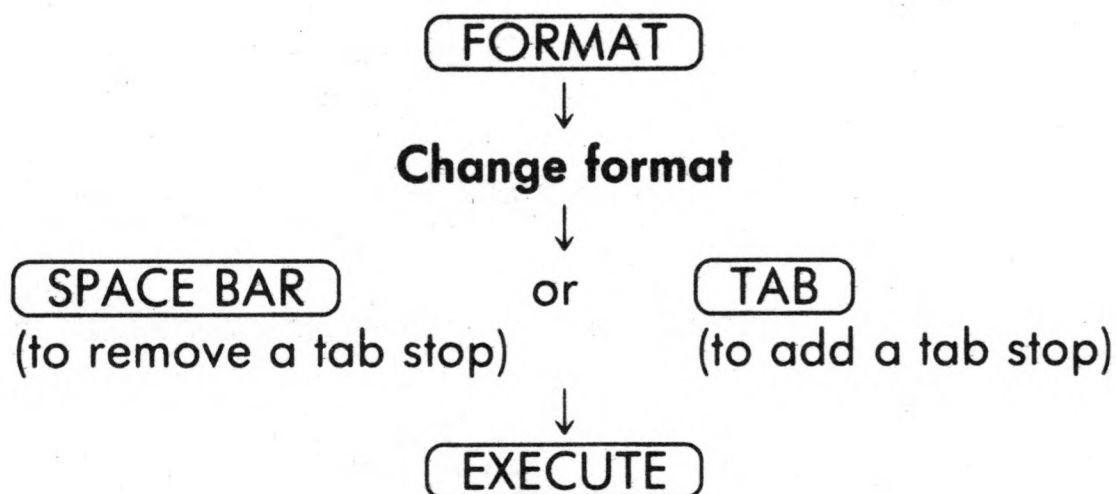 FORMAT
Change format
SPACE BAR or TAB
(to remove a tab stop) (to add a tab stop)
EXECUTE